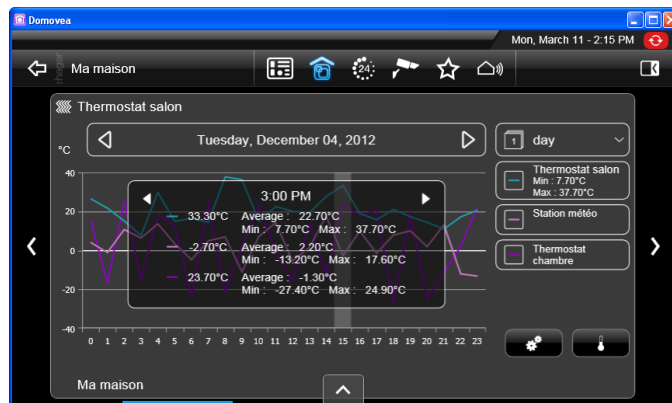 Domovea
Mon, March 11 - 2:15 PM
:hager
Ma maison
24
Thermostat salon
°C
Tuesday, December 04, 2012
1
day
40
20
0
-20
-40
3:00 PM
33.30°C Average : 22.70°C
Min : 7.70°C Max : 37.70°C
-2.70°C Average : 2.20°C
Min : -13.20°C Max : 17.60°C
23.70°C Average : -1.30°C
Min : -27.40°C Max : 24.90°C
Thermostat salon
Min : 7.70°C
Max : 37.70°C
Station météo
Thermostat
chambre
0 1 2 3 4 5 6 7 8 9 10 11 12 13 14 15 16 17 18 19 20 21 22 23
Ma maison